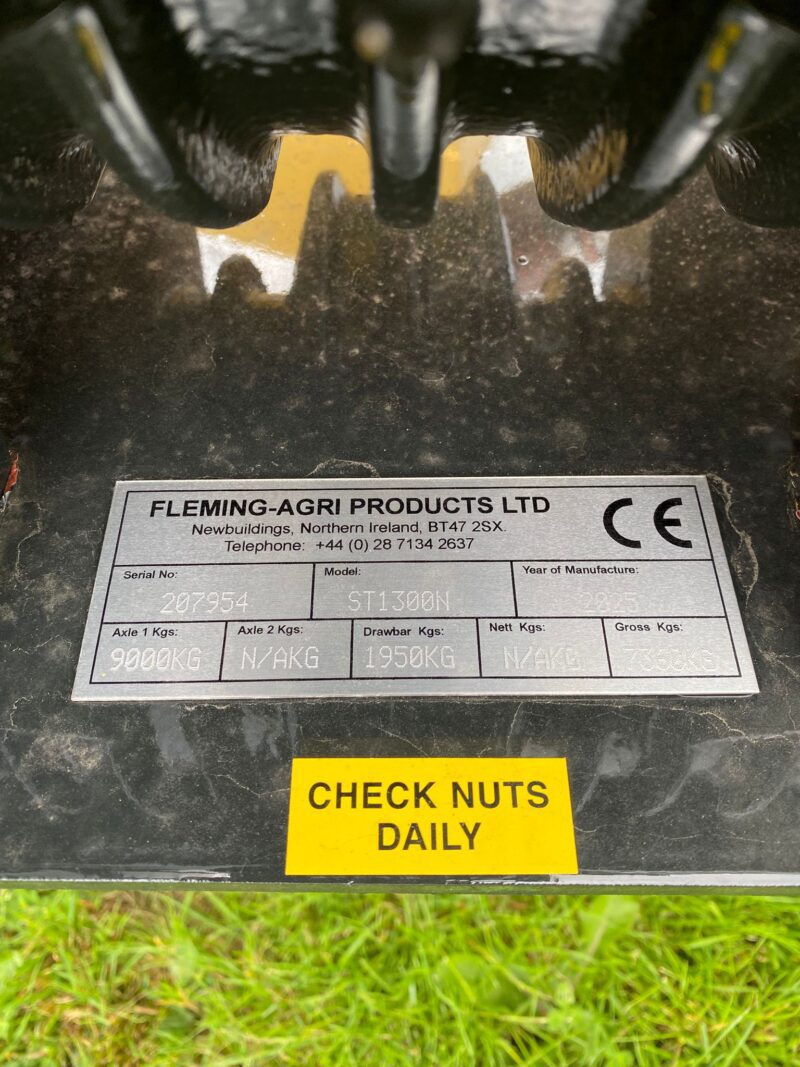 FLEMING-AGRI PRODUCTS LTD
Newbuildings, Northern Ireland, BT47 2SX.
Telephone: +44 (0) 28 7134 2637
CE
Serial No: Model: Year of Manufacture:
207954 ST1300N
Axle 1 Kgs: Axle 2 Kgs: Drawbar Kgs: Nett Kgs: Gross Kgs:
9000KG N/AKG 1950KG N/AKG
CHECK NUTS
DAILY